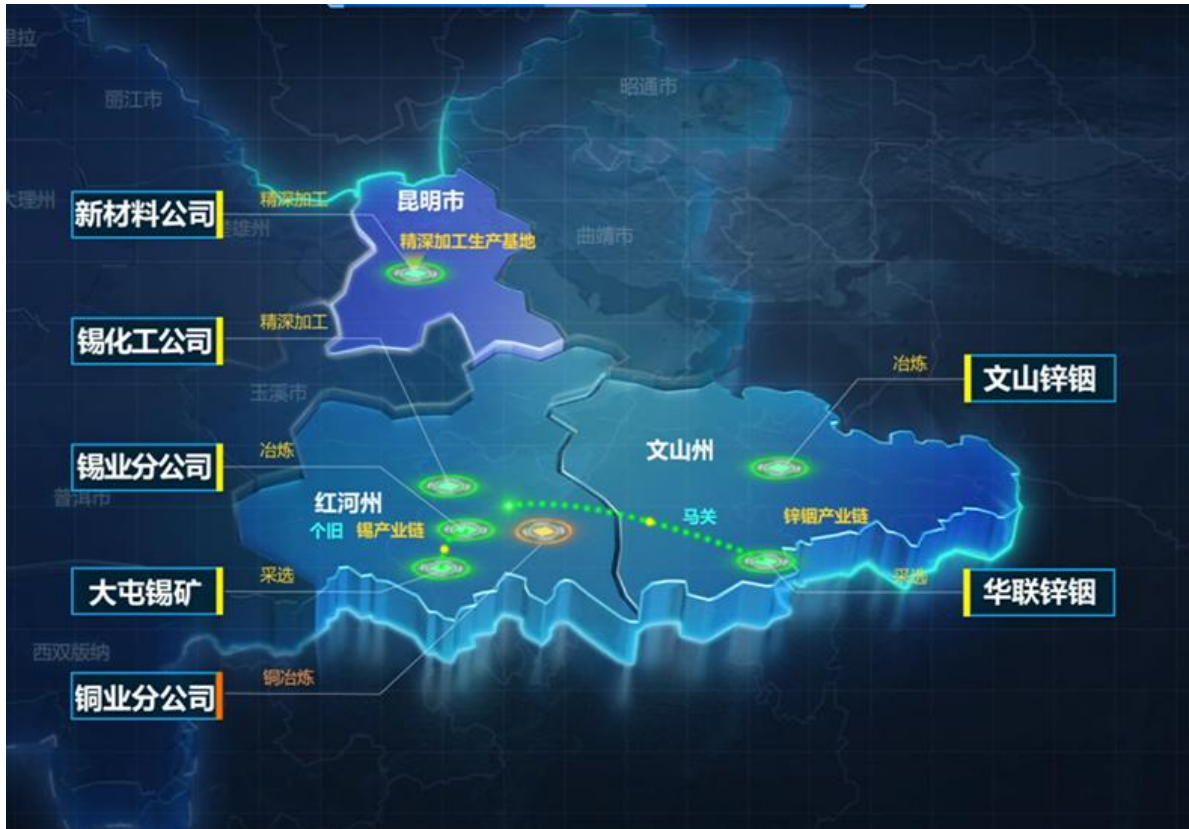 丽江市
昭通市
大理州
新材料公司
精深加工
昆明市
楚雄州
精深加工生产基地
曲靖市
锡化工公司
精深加工
冶炼
文山锌铟
玉溪市
文山州
锡业分公司
冶炼
普洱市
红河州
个旧
锡产业链
马关
锌铟产业链
大屯锡矿
采选
采选
华联锌铟
西双版纳
铜业分公司
铜冶炼